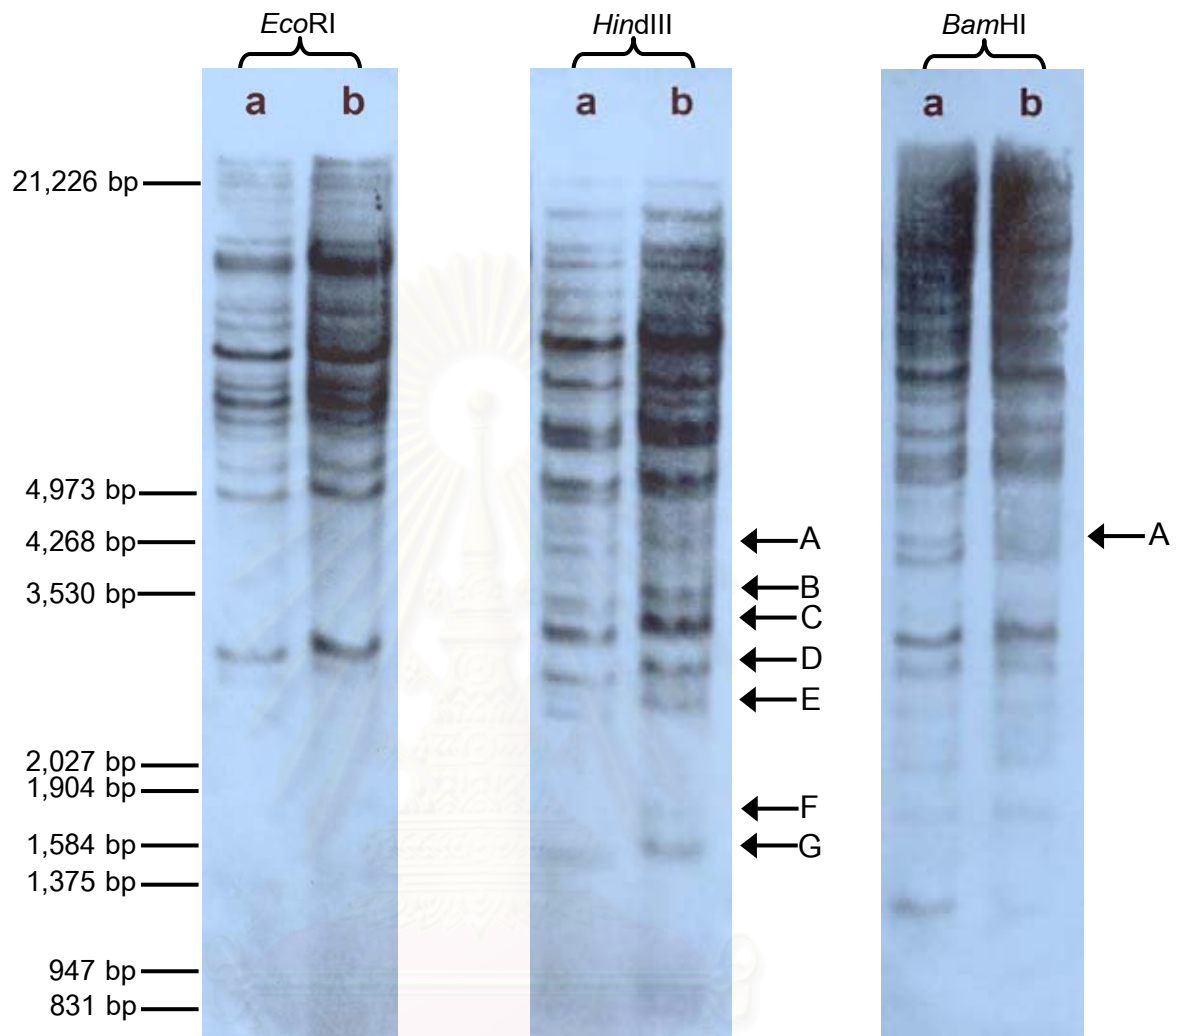 EcoRI
HindIII
BamHI
a b
a b
a b
21,226 bp
4,973 bp
4,268 bp
3,530 bp
2,027 bp
1,904 bp
1,584 bp
1,375 bp
947 bp
831 bp
A
B
C
D
E
F
G
A